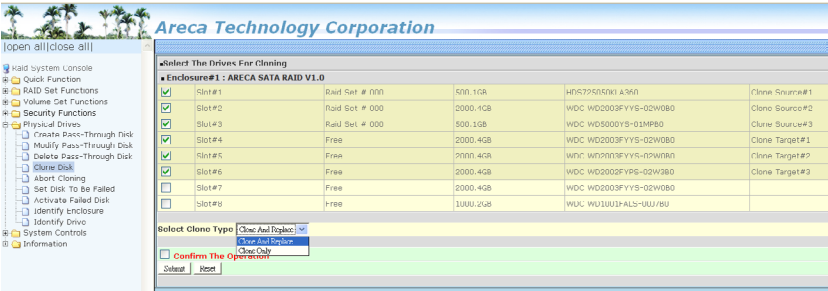 Areca Technology Corporation
|open all|close all|
Raid System Console
Quick Function
RAID Set Functions
Volume Set Functions
Security Functions
Physical Drives
Create Pass-Through Disk
Modify Pass-Through Disk
Delete Pass-Through Disk
Clone Disk
Abort Cloning
Set Disk To Be Failed
Activate Failed Disk
Identify Enclosure
Identify Drive
System Controls
Information
Select The Drives For Cloning
Enclosure#1 : ARECA SATA RAID V1.0
Slot#1 Raid Set # 000 500.1GB HDS725050KLA360 Clone Source#1
Slot#2 Raid Set # 000 2000.4GB WDC WD2003FYYS-02W0B0 Clone Source#2
Slot#3 Raid Set # 000 500.1GB WDC WD5000YS-01MPB0 Clone Source#3
Slot#4 Free 2000.4GB WDC WD2003FYYS-02W0B0 Clone Target#1
Slot#5 Free 2000.4GB WDC WD2003FYYS-02W0B0 Clone Target#2
Slot#6 Free 2000.4GB WDC WD2002FYPS-02W3B0 Clone Target#3
Slot#7 Free 2000.4GB WDC WD2003FYYS-02W0B0
Slot#8 Free 1000.2GB WDC WD1001FALS-00J7B0
Select Clone Type Clone And Replace
Clone And Replace
Clone Only
Confirm The Operation
Submit Reset